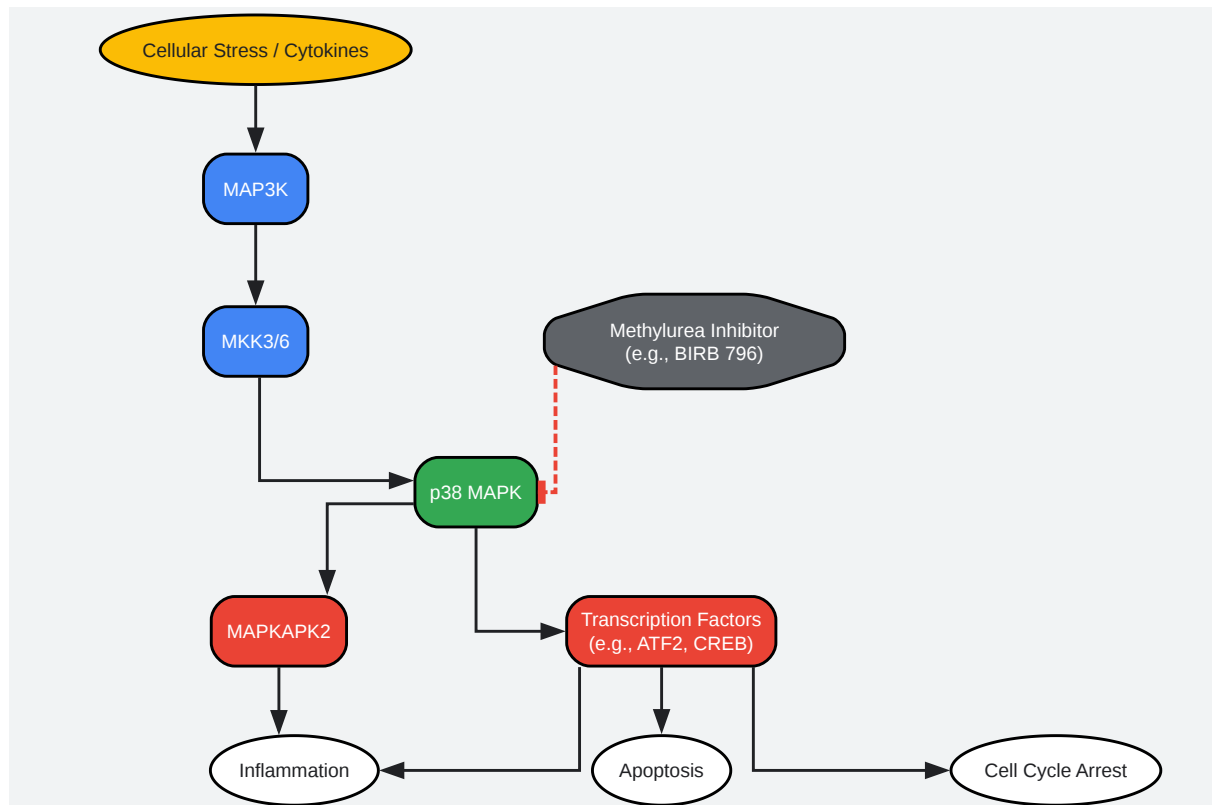 Cellular Stress / Cytokines
MAP3K
MKK3/6
Methylurea Inhibitor
(e.g., BIRB 796)
p38 MAPK
MAPKAPK2
Transcription Factors
(e.g., ATF2, CREB)
Inflammation
Apoptosis
Cell Cycle Arrest